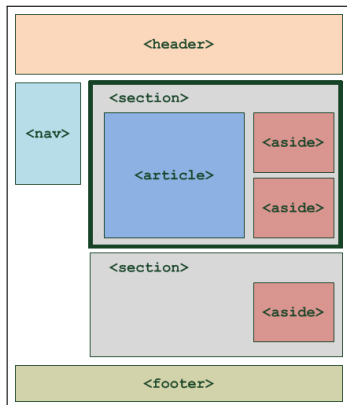 <header>
<section>
<nav>
<article>
<aside>
<aside>
<section>
<aside>
<footer>